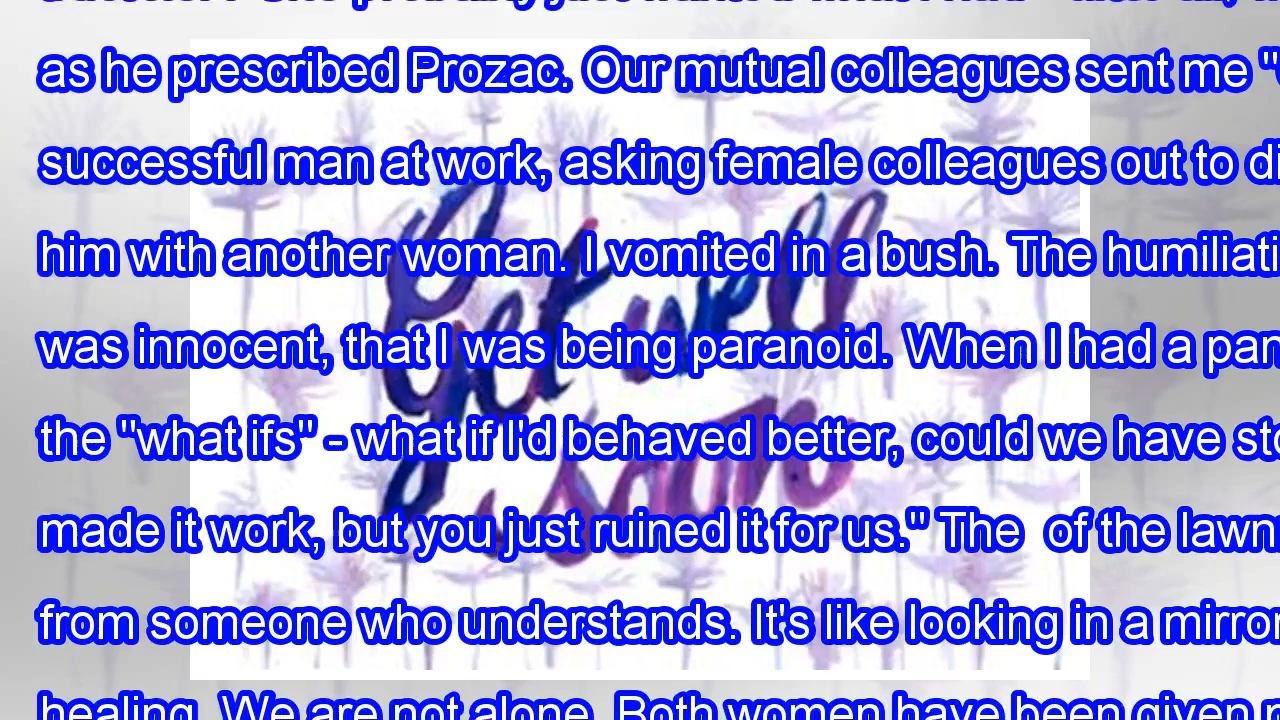 as he prescribed Prozac. Our mutual colleagues sent me "
successful man at work, asking female colleagues out to di
him with another woman. I vomited in a bush. The humiliati
was innocent, that I was being paranoid. When I had a pan
the "what ifs" - what if I'd behaved better, could we have sto
made it work, but you just ruined it for us." The of the lawn
from someone who understands. It's like looking in a mirror
healing. We are not alone. Both women have been given
Get well
soon